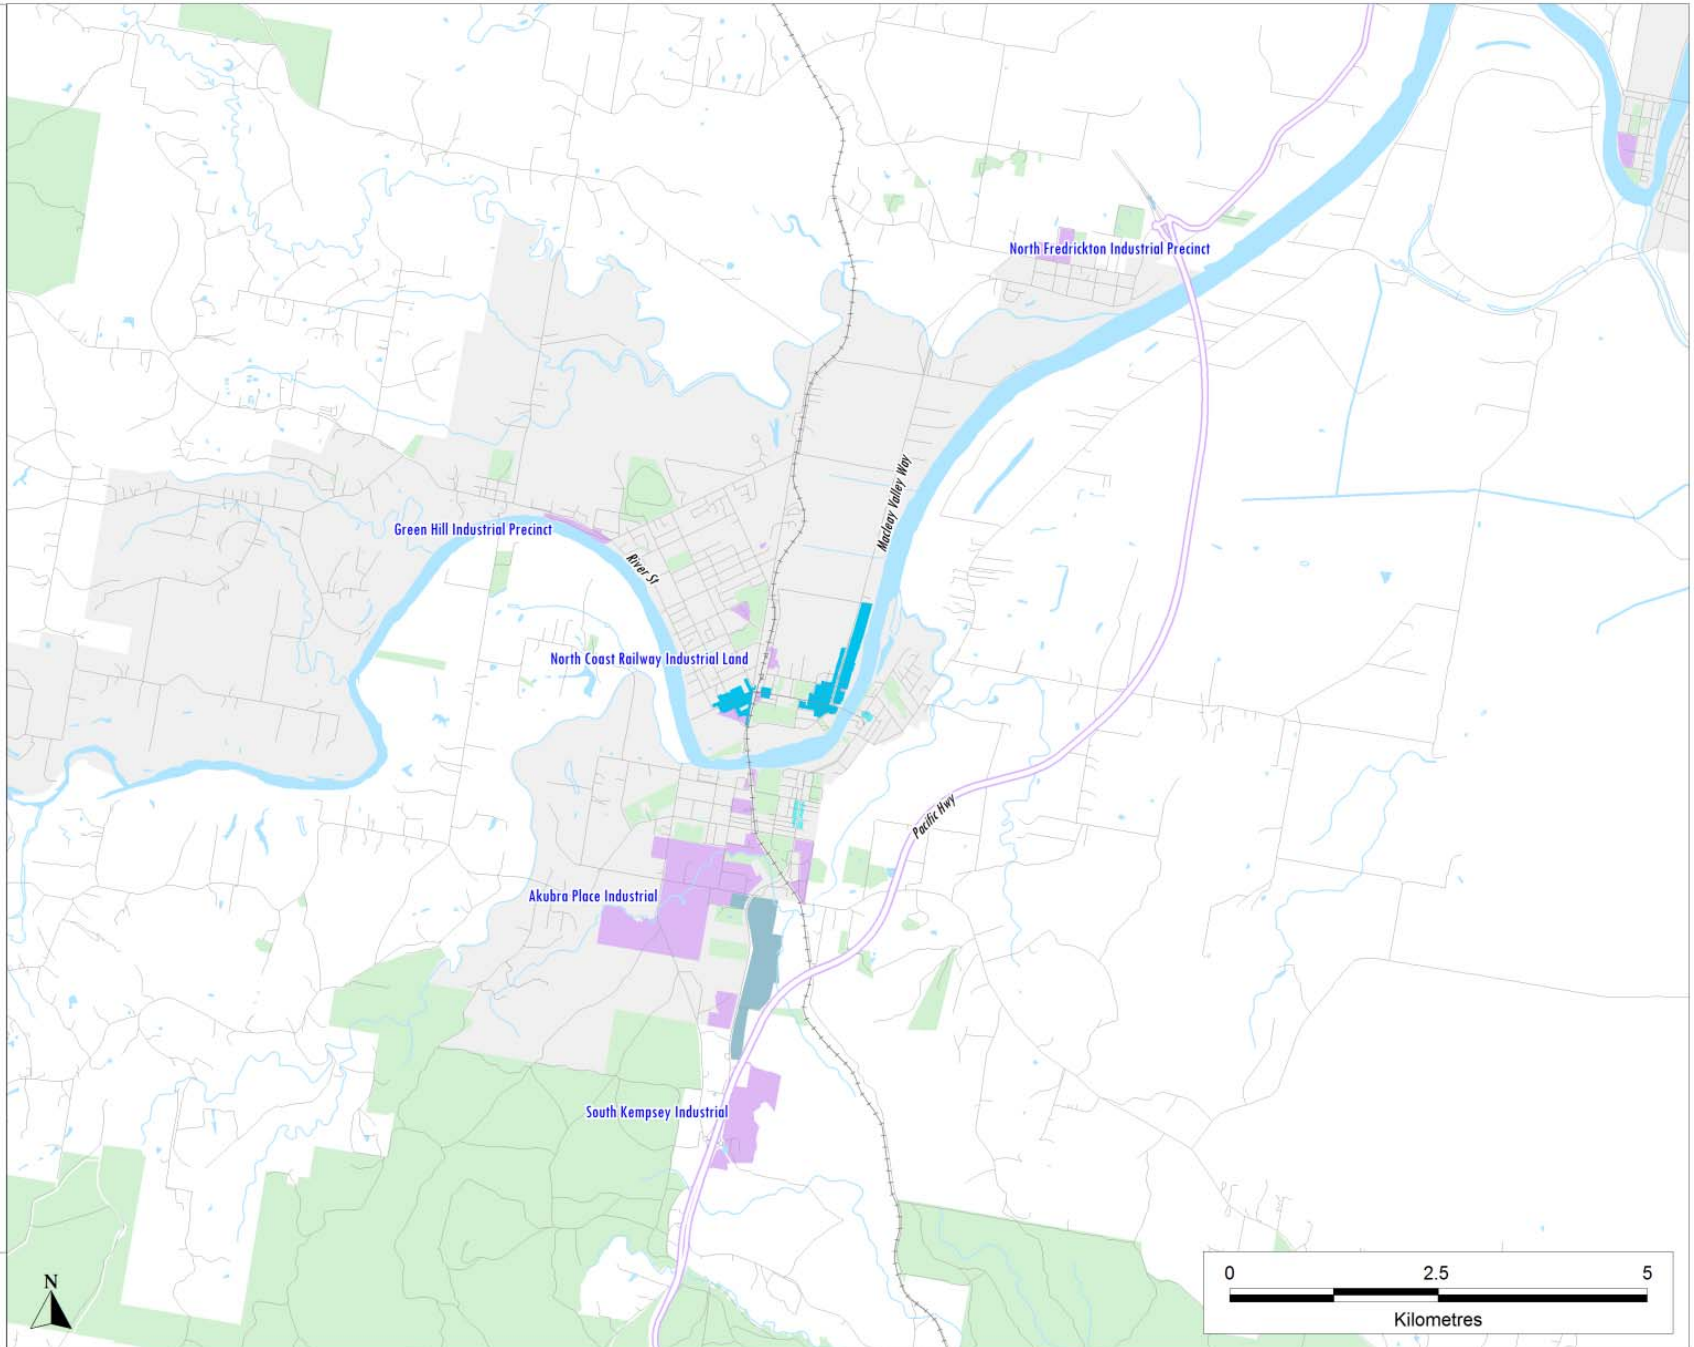 North Fredrickton Industrial Precinct
Macleay Valley Way
Green Hill Industrial Precinct
River St
North Coast Railway Industrial Land
Pacific Hwy
Akubra Place Industrial
South Kempsey Industrial
N
0 2.5 5
Kilometres